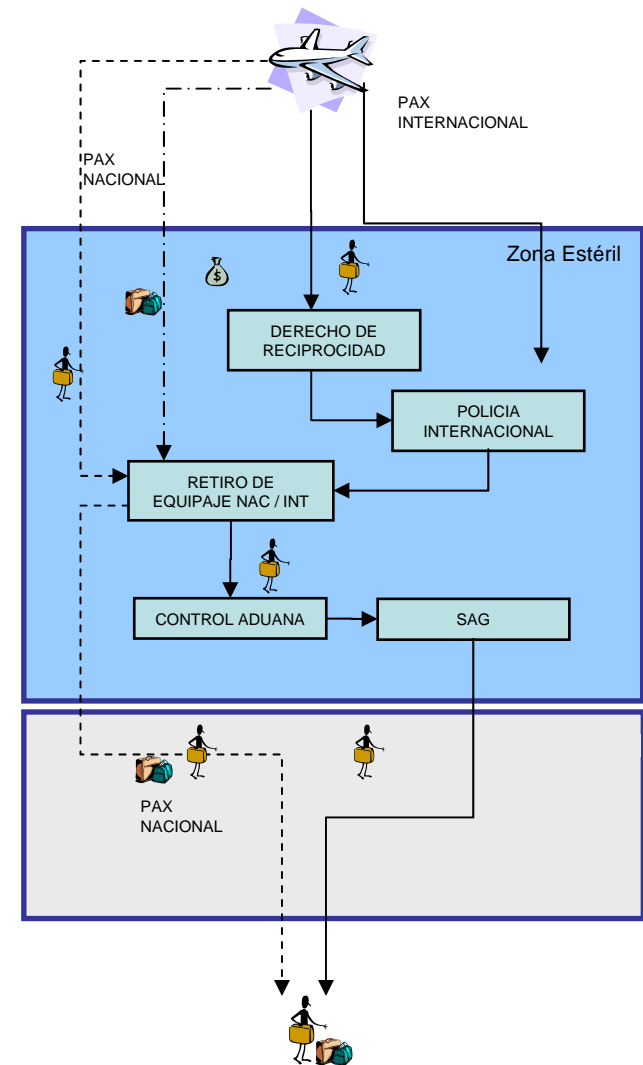 PAX
INTERNACIONAL
PAX
NACIONAL
Zona Estéril
$
DERECHO DE
RECIPROCIDAD
POLICIA
INTERNACIONAL
RETIRO DE
EQUIPAJE NAC / INT
CONTROL ADUANA
SAG
PAX
NACIONAL